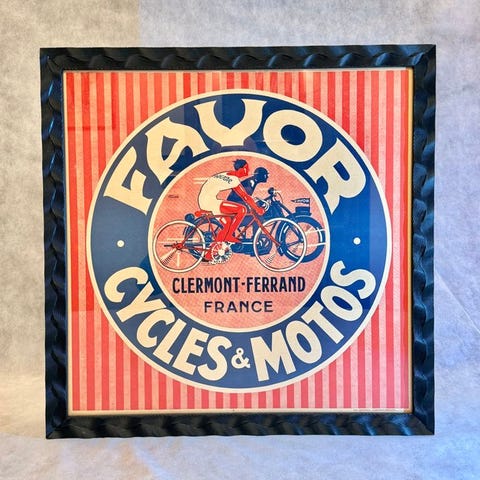 FAVOR
CLERMONT-FERRAND
FRANCE
CYCLES & MOTOS